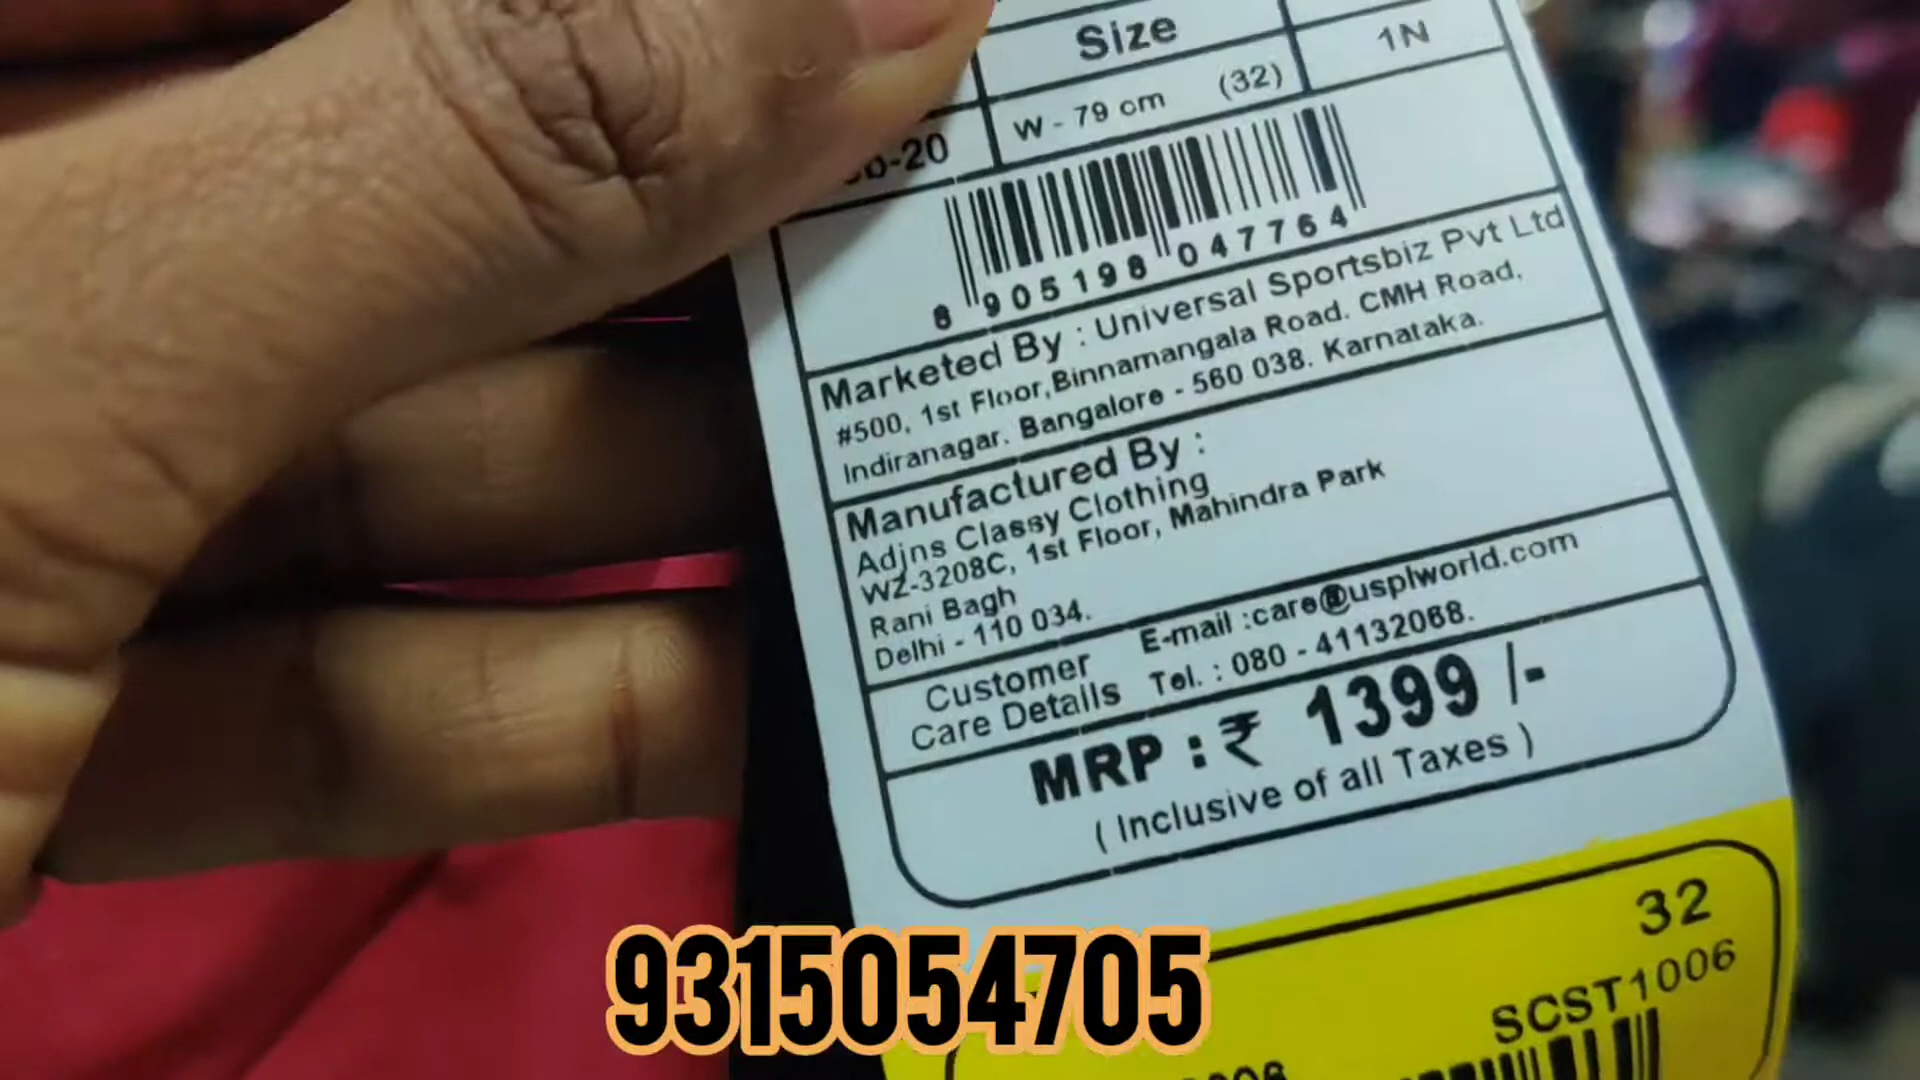 Size
1N
W - 79 cm (32)
-20
8 905198 047764
Marketed By : Universal Sportsbiz Pvt Ltd
#500, 1st Floor,Binnamangala Road. CMH Road,
Indiranagar. Bangalore - 560 038. Karnataka.
Manufactured By :
Adjns Classy Clothing
WZ-3208C, 1st Floor, Mahindra Park
Rani Bagh
Delhi - 110 034.
Customer
Care Details
E-mail :care@usplworld.com
Tel. : 080 - 41132068.
MRP : ₹ 1399 /-
( Inclusive of all Taxes )
32
SCST1006
9315054705